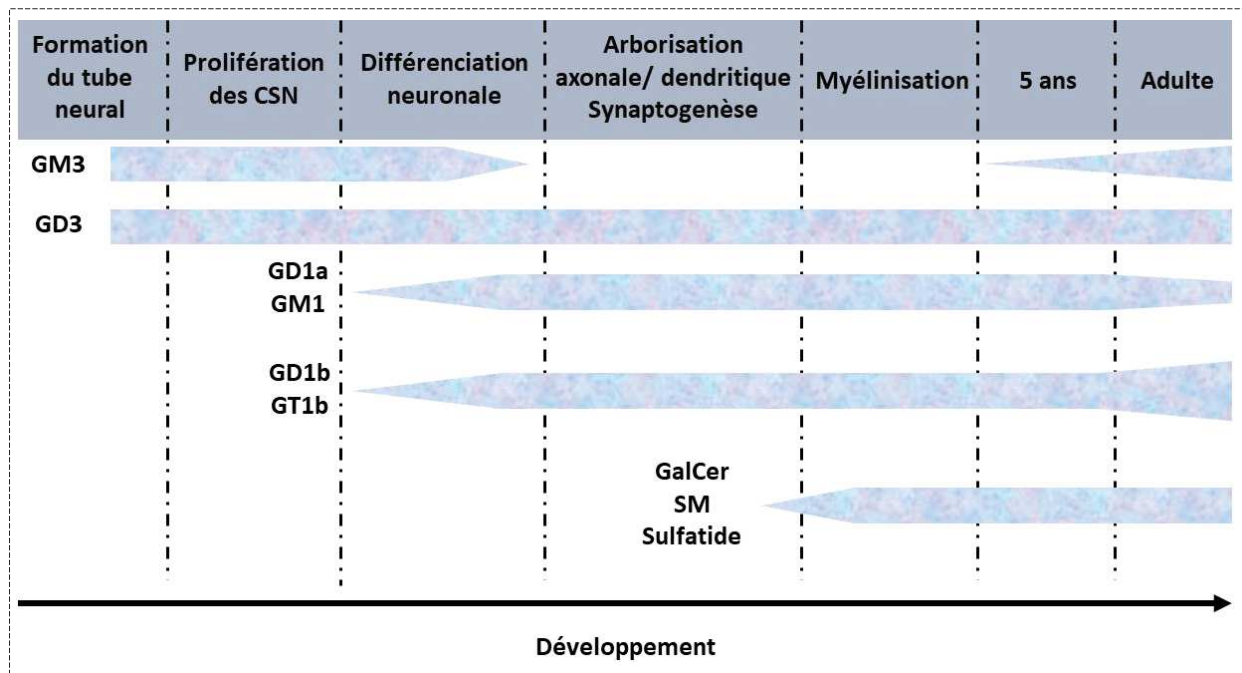 Formation
du tube
neural
Prolifération
des CSN
Différenciation
neuronale
Arborisation
axonale/ dendritique
Synaptogenèse
Myélinisation
5 ans
Adulte
GM3
GD3
GD1a
GM1
GD1b
GT1b
GalCer
SM
Sulfatide
Développement